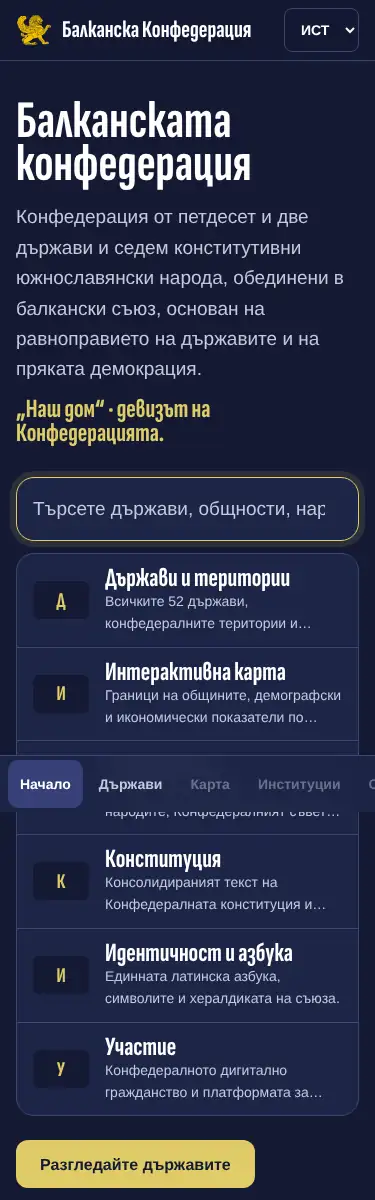 Балканска Конфедерация
ИСТ
Балканската
конфедерация
Конфедерация от петдесет и две
държави и седем конститутивни
южнославянски народа, обединени в
балкански съюз, основан на
равноправието на държавите и на
пряката демокрация.
„Наш дом“ · девизът на
Конфедерацията.
Търсете държави, общности, нар
Д
Държави и територии
Всичките 52 държави,
конфедералните територии и…
И
Интерактивна карта
Граници на общините, демографски
и икономически показатели по…
Начало
Държави
Карта
Институции
народите, Конфедералният съвет…
К
Конституция
Консолидираният текст на
Конфедералната конституция и…
И
Идентичност и азбука
Единната латинска азбука,
символите и хералдиката на съюза.
У
Участие
Конфедералното дигитално
гражданство и платформата за…
Разгледайте държавите